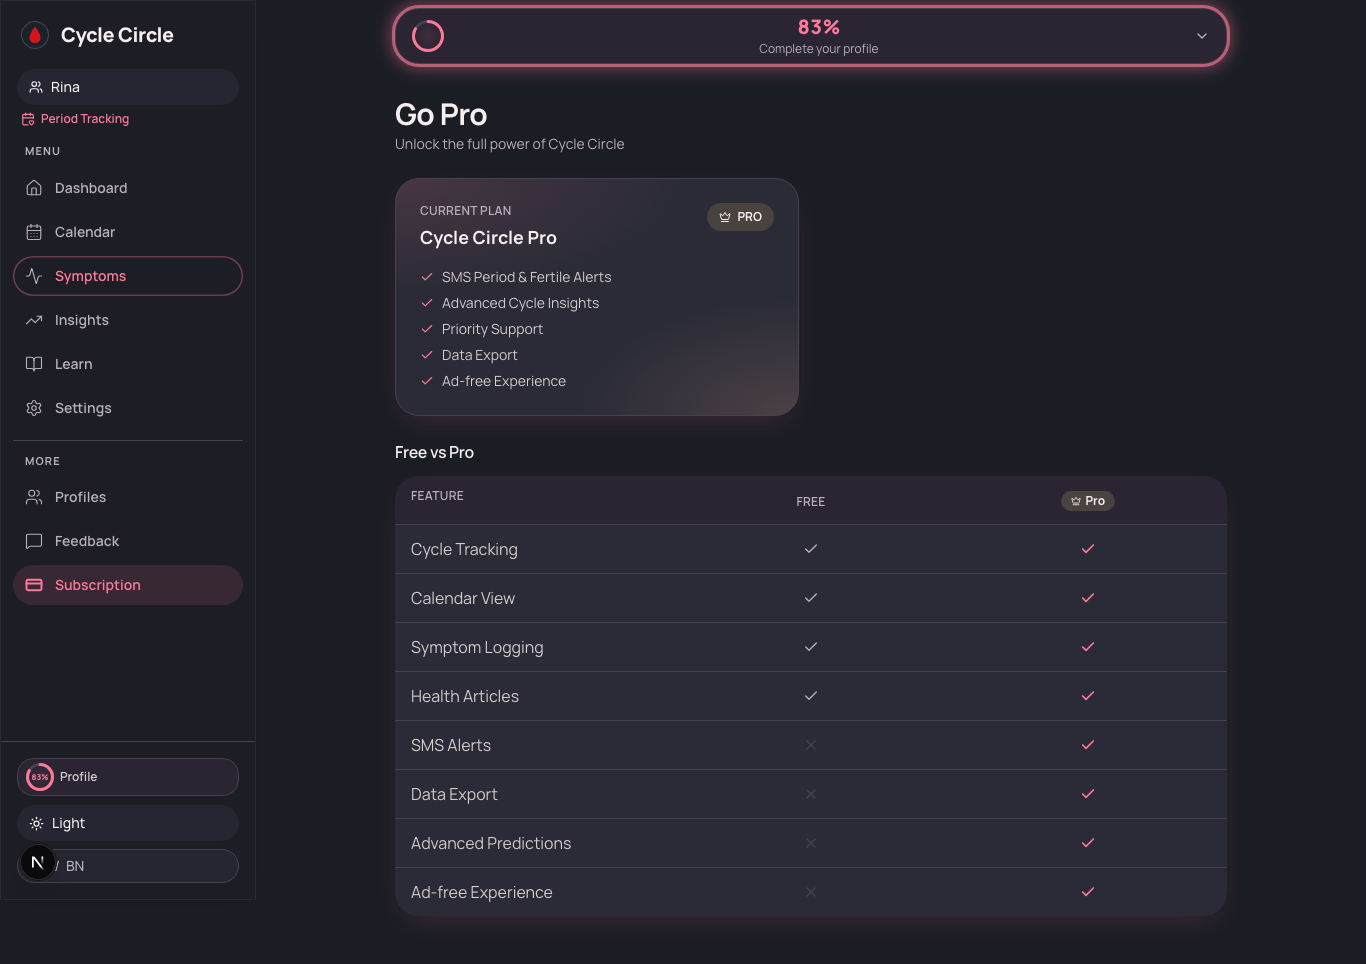 Cycle Circle
Rina
Period Tracking
MENU
Dashboard
Calendar
Symptoms
Insights
Learn
Settings
MORE
Profiles
Feedback
Subscription
83% Profile
Light
N / BN
83%
Complete your profile
Go Pro
Unlock the full power of Cycle Circle
CURRENT PLAN
PRO
Cycle Circle Pro
SMS Period & Fertile Alerts
Advanced Cycle Insights
Priority Support
Data Export
Ad-free Experience
Free vs Pro
FEATURE FREE Pro
Cycle Tracking
Calendar View
Symptom Logging
Health Articles
SMS Alerts
Data Export
Advanced Predictions
Ad-free Experience